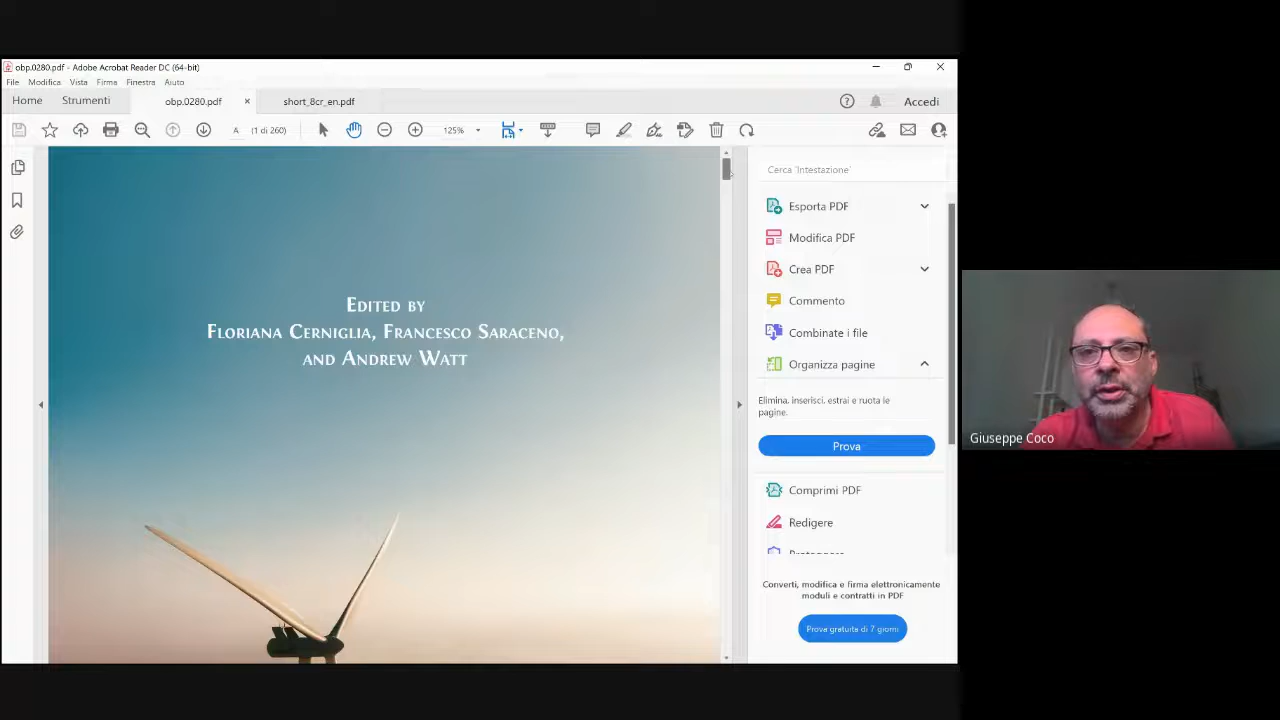 obp.0280.pdf - Adobe Acrobat Reader DC (64-bit)
File Modifica Vista Firma Finestra Aiuto
Home Strumenti obp.0280.pdf × short_8cr_en.pdf Accedi
(1 di 260) 125%
Edited by
Floriana Cerniglia, Francesco Saraceno,
and Andrew Watt
Cerca 'Intestazione'
Esporta PDF
Modifica PDF
Crea PDF
Commento
Combinate i file
Organizza pagine
Elimina, inserisci, estrai e ruota le
pagine.
Prova
Comprimi PDF
Redigere
Converti, modifica e firma elettronicamente
moduli e contratti in PDF
Prova gratuita di 7 giorni
Giuseppe Coco